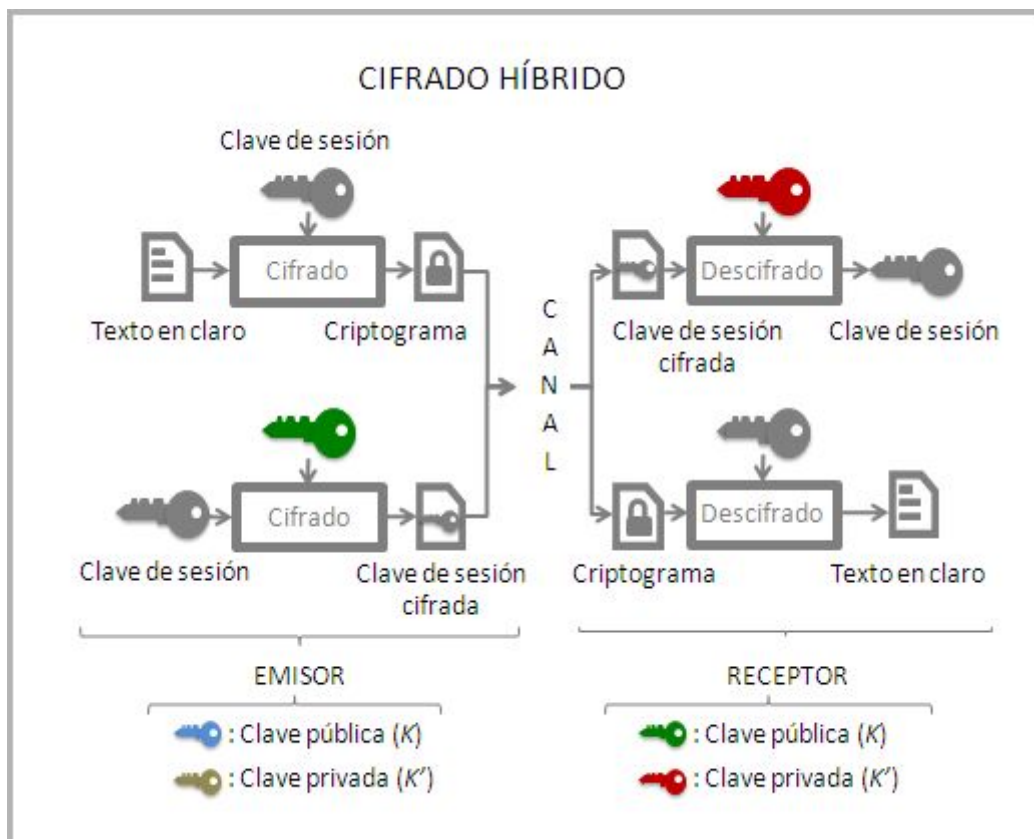 CIFRADO HÍBRIDO
Clave de sesión
Cifrado
Texto en claro
Criptograma
Clave de sesión
Cifrado
Clave de sesión
cifrada
C
A
N
A
L
Descifrado
Clave de sesión
cifrada
Clave de sesión
Descifrado
Criptograma
Texto en claro
EMISOR
: Clave pública (K)
: Clave privada (K’)
RECEPTOR
: Clave pública (K)
: Clave privada (K’)